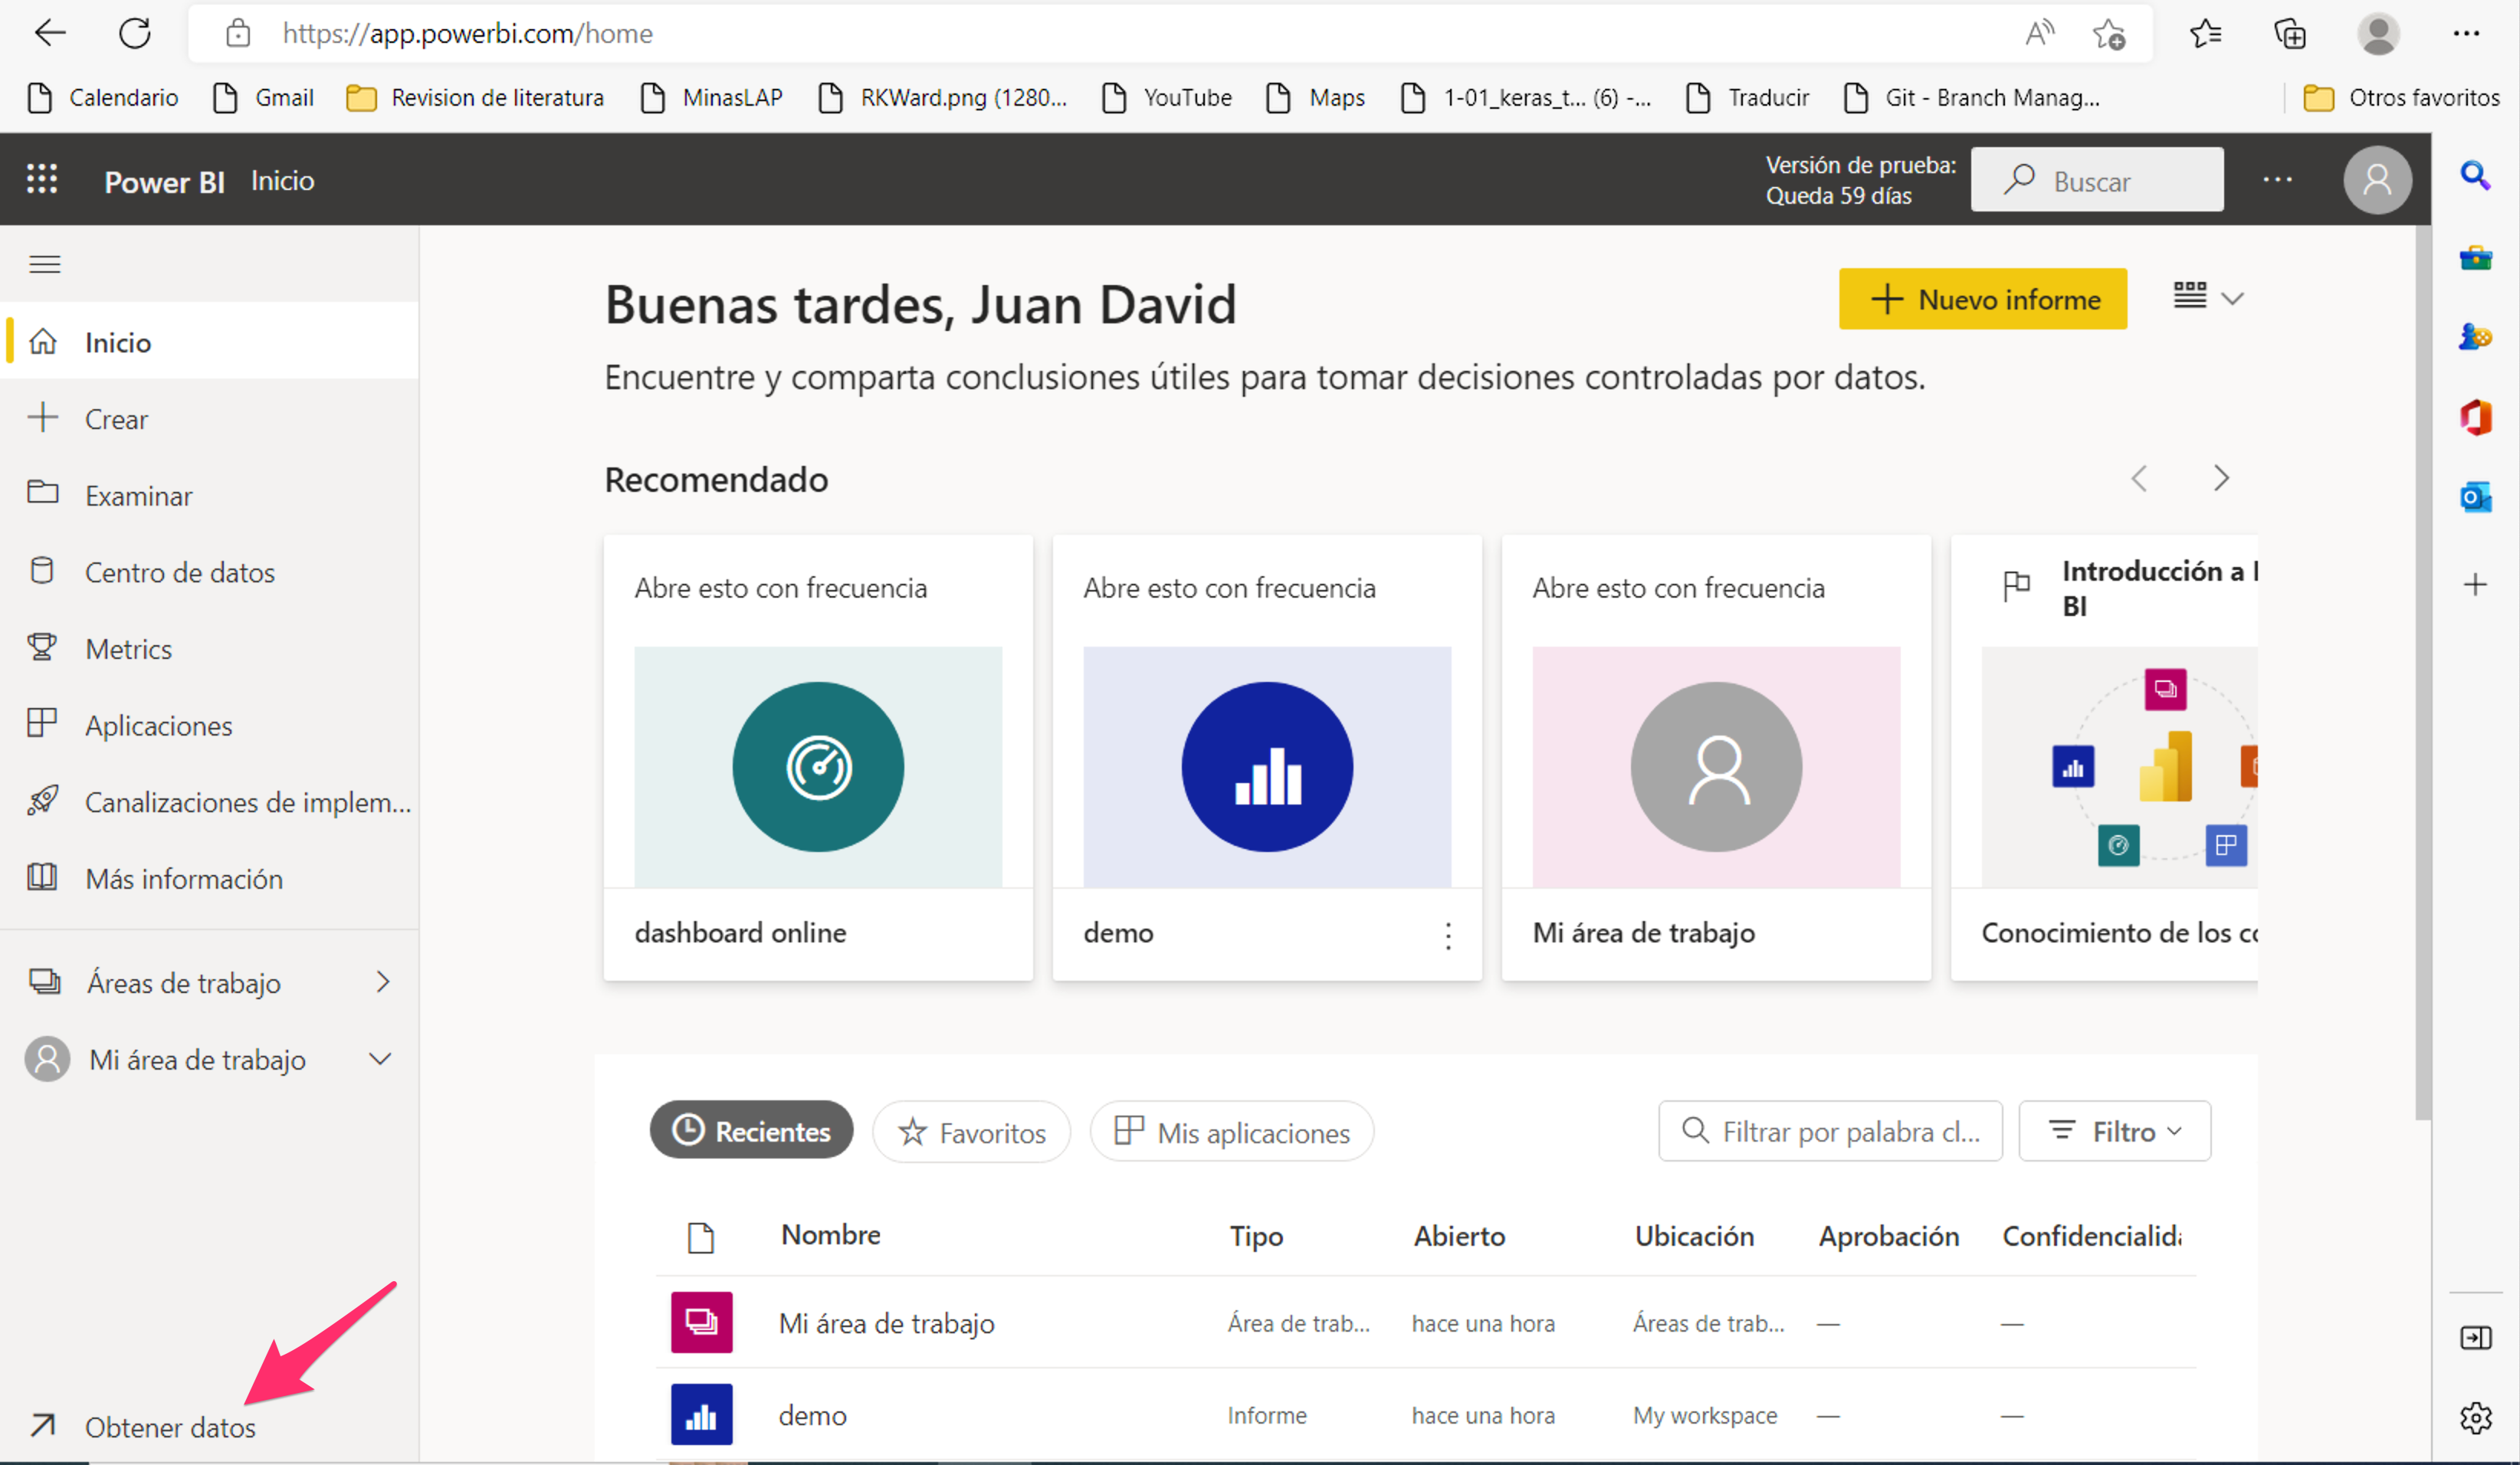 https://app.powerbi.com/home
Calendario
Gmail
Revision de literatura
MinasLAP
RKWard.png (1280...
YouTube
Maps
1-01_keras_t... (6) -...
Traducir
Git - Branch Manag...
Otros favoritos
Power BI Inicio
Versión de prueba:
Queda 59 días
Buscar
Inicio
Crear
Examinar
Centro de datos
Metrics
Aplicaciones
Canalizaciones de implem...
Más información
Áreas de trabajo
Mi área de trabajo
Obtener datos
Buenas tardes, Juan David
Nuevo informe
Encuentre y comparta conclusiones útiles para tomar decisiones controladas por datos.
Recomendado
Abre esto con frecuencia
dashboard online
Abre esto con frecuencia
demo
Abre esto con frecuencia
Mi área de trabajo
Introducción a
BI
Conocimiento de los
Recientes
Favoritos
Mis aplicaciones
Filtrar por palabra cl...
Filtro
Nombre Tipo Abierto Ubicación Aprobación Confidencialid
Mi área de trabajo Área de trab... hace una hora Áreas de trab... — —
demo Informe hace una hora My workspace — —